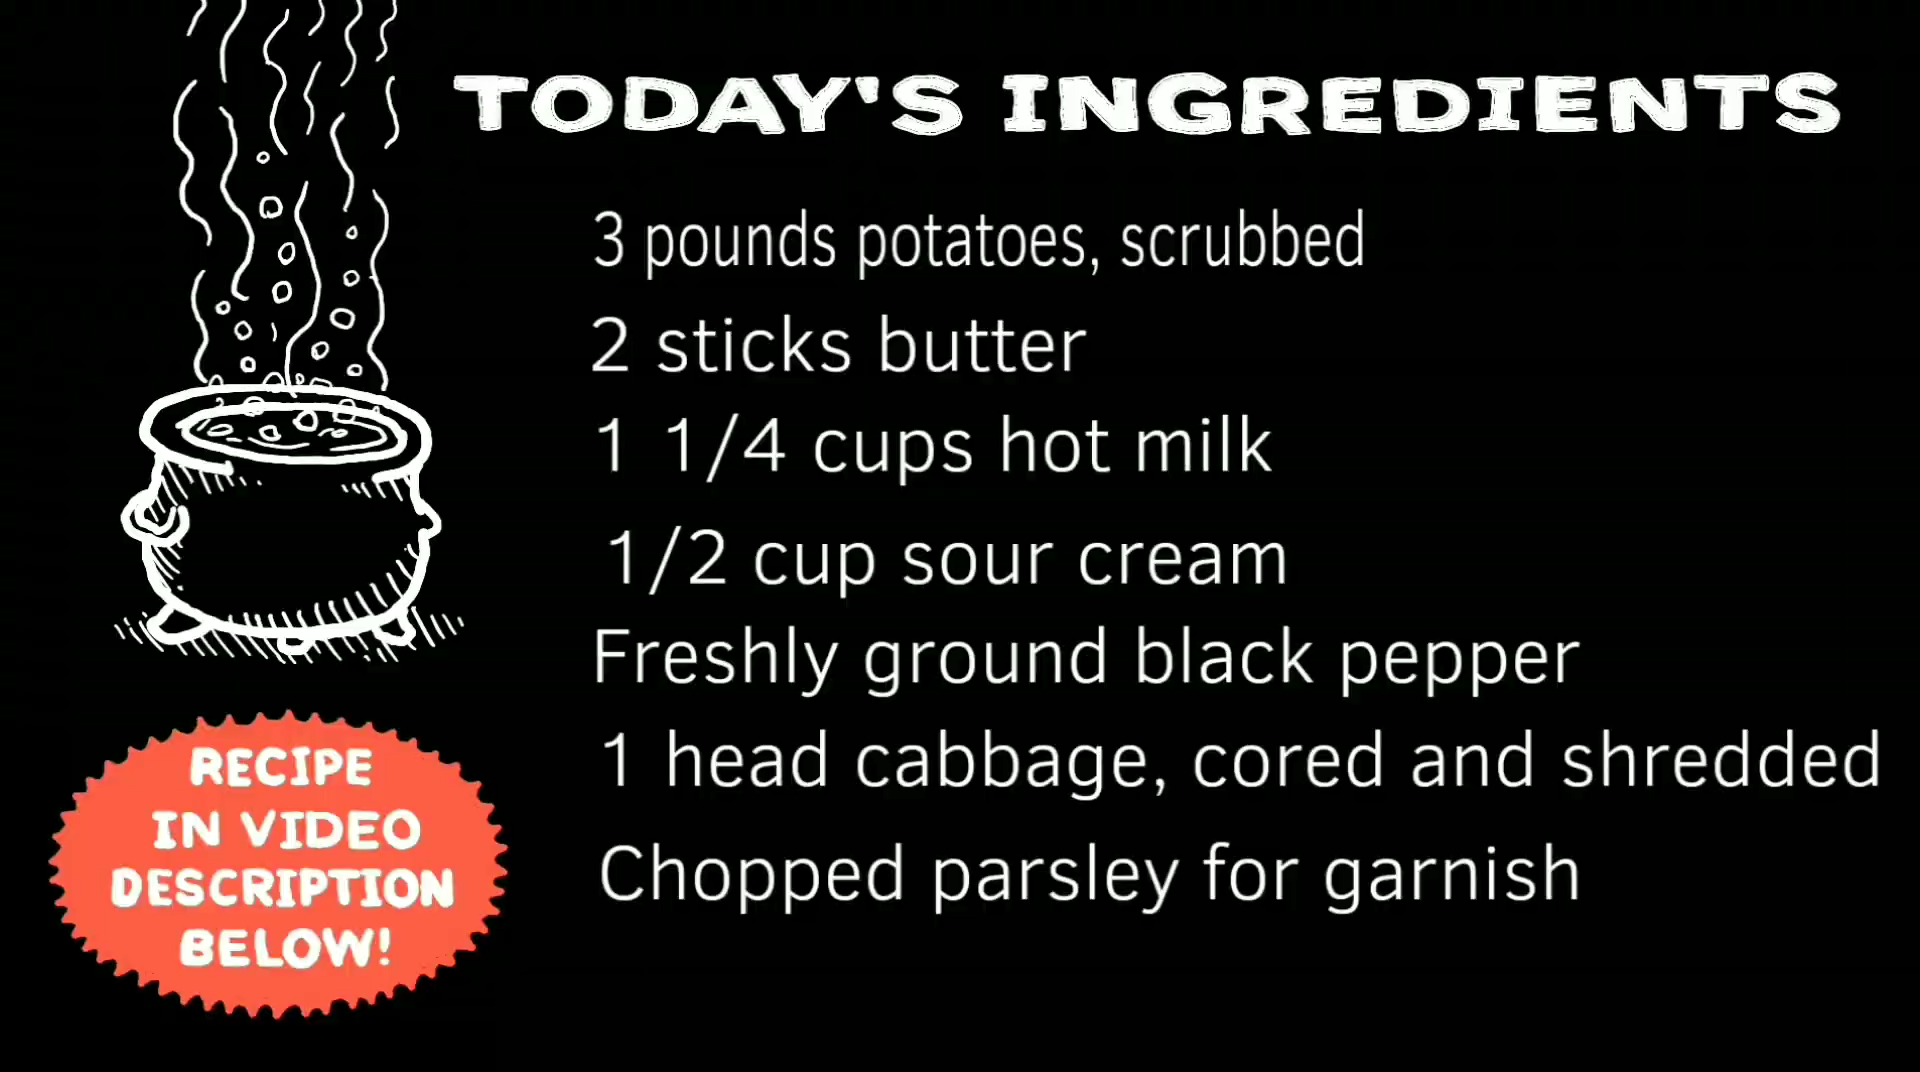 TODAY'S INGREDIENTS
3 pounds potatoes, scrubbed
2 sticks butter
1 1/4 cups hot milk
1/2 cup sour cream
Freshly ground black pepper
1 head cabbage, cored and shredded
Chopped parsley for garnish
RECIPE
IN VIDEO
DESCRIPTION
BELOW!